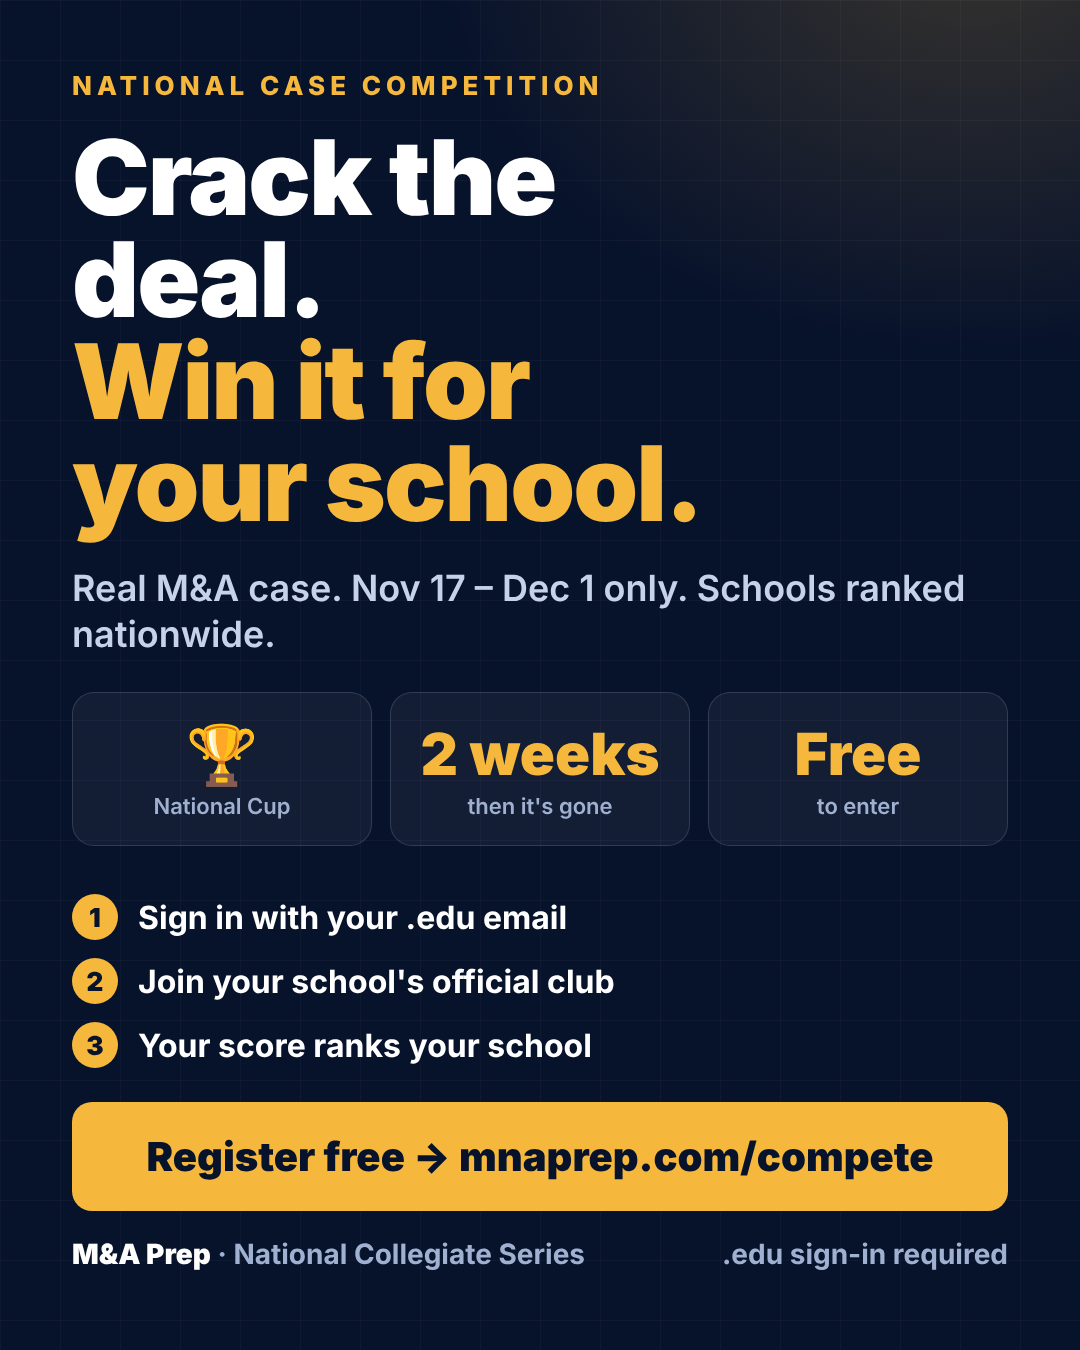 NATIONAL CASE COMPETITION
Crack the
deal.
Win it for
your school.
Real M&A case. Nov 17 – Dec 1 only. Schools ranked
nationwide.
National Cup
2 weeks
then it's gone
Free
to enter
1 Sign in with your .edu email
2 Join your school's official club
3 Your score ranks your school
Register free → mnaprep.com/compete
M&A Prep · National Collegiate Series
.edu sign-in required